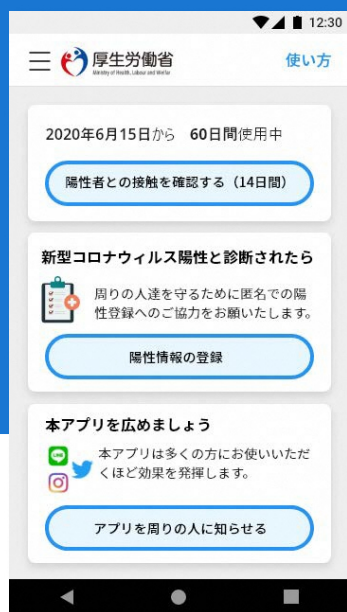 12:30
厚生労働省
Ministry of Health, Labour and Welfare
使い方
2020年6月15日から 60日間使用中
陽性者との接触を確認する（14日間）
新型コロナウィルス陽性と診断されたら
周りの人達を守るために匿名での陽
性登録へのご協力をお願いいたします。
陽性情報の登録
本アプリを広めましょう
LINE
本アプリは多くの方にお使いいただ
くほど効果を発揮します。
アプリを周りの人に知らせる